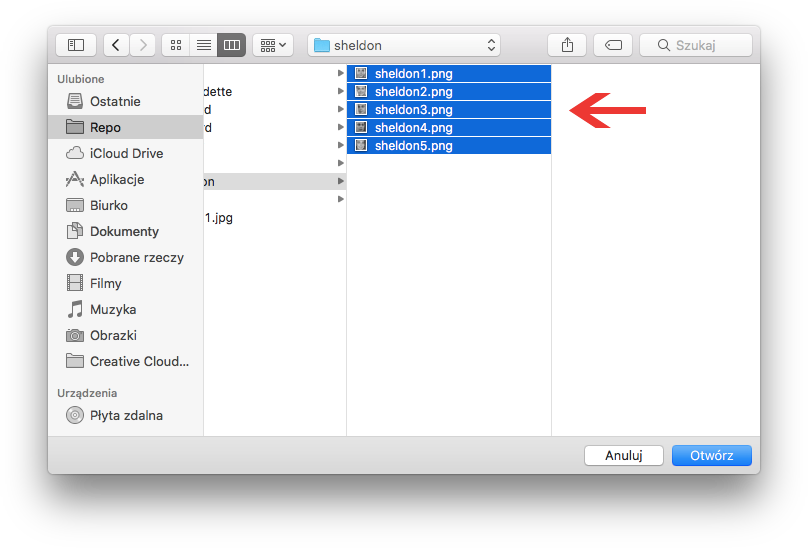 sheldon
Szukaj
Ulubione
Ostatnie
Repo
iCloud Drive
Aplikacje
Biurko
Dokumenty
Pobrane rzeczy
Filmy
Muzyka
Obrazki
Creative Cloud...
Urządzenia
Płyta zdalna
dette
d
d
on
1.jpg
sheldon1.png
sheldon2.png
sheldon3.png
sheldon4.png
sheldon5.png
Anuluj
Otwórz